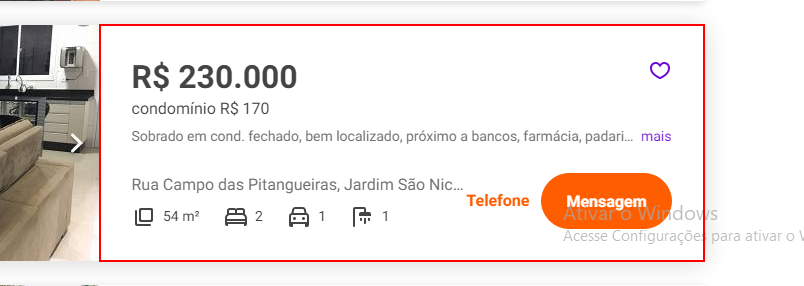 R$ 230.000
condomínio R$ 170
Sobrado em cond. fechado, bem localizado, próximo a bancos, farmácia, padari... mais
Rua Campo das Pitangueiras, Jardim São Nic...
Telefone
Mensagem
54 m² 2 1 1
Ativar o Windows
Acesse Configurações para ativar o W